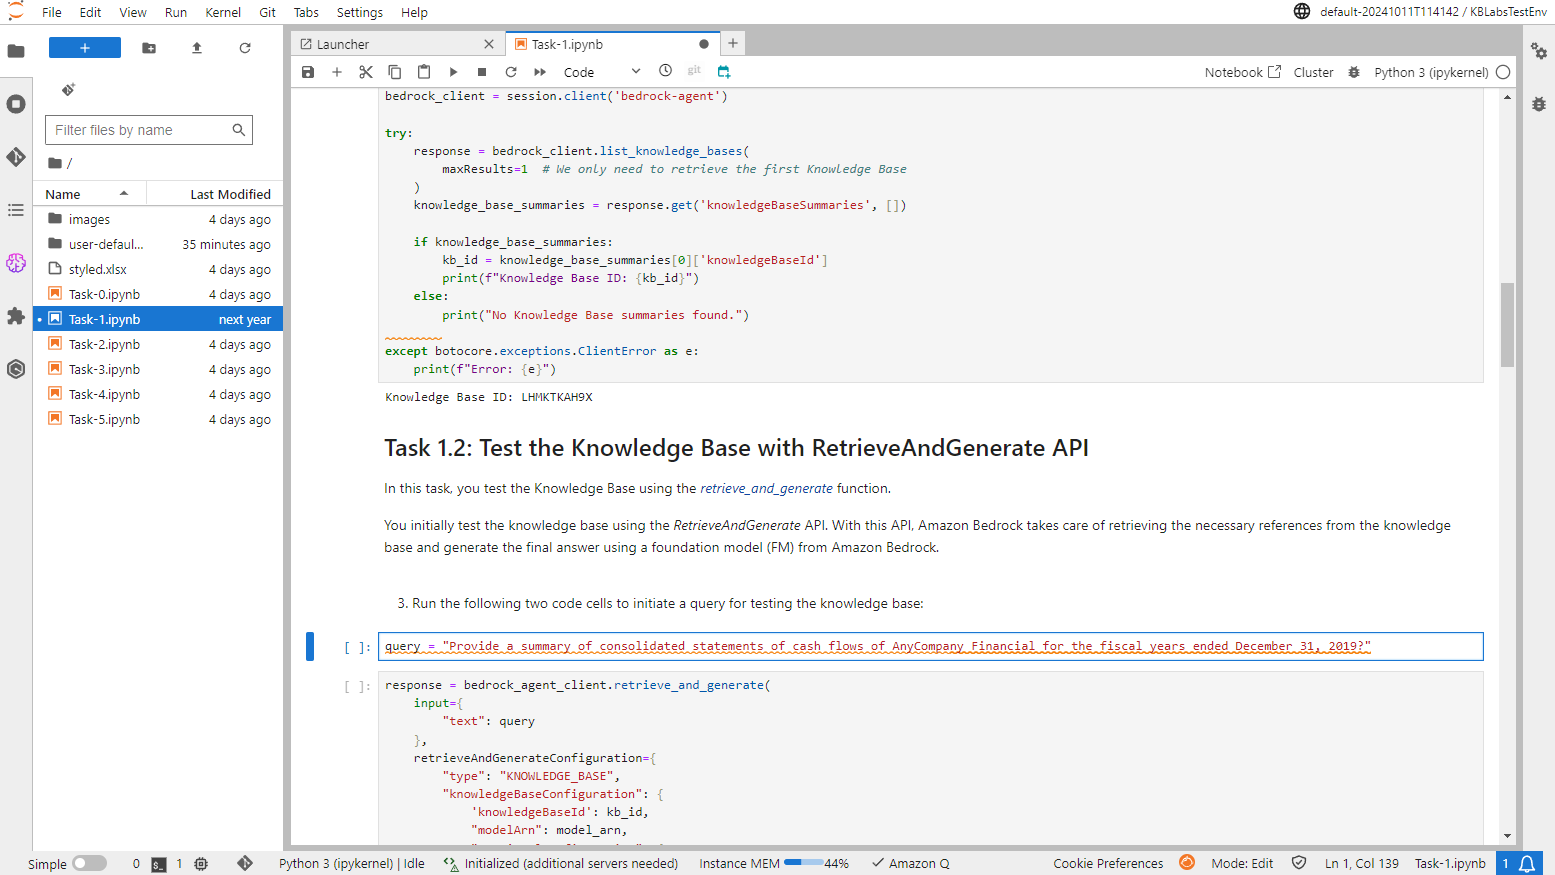 File Edit View Run Kernel Git Tabs Settings Help
default-20241011T114142 / KBLabsTestEnv
Launcher
Task-1.ipynb
git
Code
Notebook
Cluster
Python 3 (ipykernel)
Filter files by name
/
Name Last Modified
images 4 days ago
user-defaul... 35 minutes ago
styled.xlsx 4 days ago
Task-0.ipynb 4 days ago
Task-1.ipynb next year
Task-2.ipynb 4 days ago
Task-3.ipynb 4 days ago
Task-4.ipynb 4 days ago
Task-5.ipynb 4 days ago
bedrock_client = session.client('bedrock-agent')
try:
response = bedrock_client.list_knowledge_bases(
maxResults=1 # We only need to retrieve the first Knowledge Base
)
knowledge_base_summaries = response.get('knowledgeBaseSummaries', [])
if knowledge_base_summaries:
kb_id = knowledge_base_summaries[0]['knowledgeBaseId']
print(f"Knowledge Base ID: {kb_id}")
else:
print("No Knowledge Base summaries found.")
except botocore.exceptions.ClientError as e:
print(f"Error: {e}")
Knowledge Base ID: LHMKTKAH9X
Task 1.2: Test the Knowledge Base with RetrieveAndGenerate API
In this task, you test the Knowledge Base using the retrieve_and_generate function.
You initially test the knowledge base using the RetrieveAndGenerate API. With this API, Amazon Bedrock takes care of retrieving the necessary references from the knowledge
base and generate the final answer using a foundation model (FM) from Amazon Bedrock.
3. Run the following two code cells to initiate a query for testing the knowledge base:
[ ]: query = "Provide a summary of consolidated statements of cash flows of AnyCompany Financial for the fiscal years ended December 31, 2019?"
[ ]: response = bedrock_agent_client.retrieve_and_generate(
input={
"text": query
},
retrieveAndGenerateConfiguration={
"type": "KNOWLEDGE_BASE",
"knowledgeBaseConfiguration": {
'knowledgeBaseId': kb_id,
"modelArn": model_arn,
Simple 0 $_ 1 Python 3 (ipykernel) | Idle Initialized (additional servers needed) Instance MEM 44% Amazon Q Cookie Preferences Mode: Edit Ln 1, Col 139 Task-1.ipynb 1